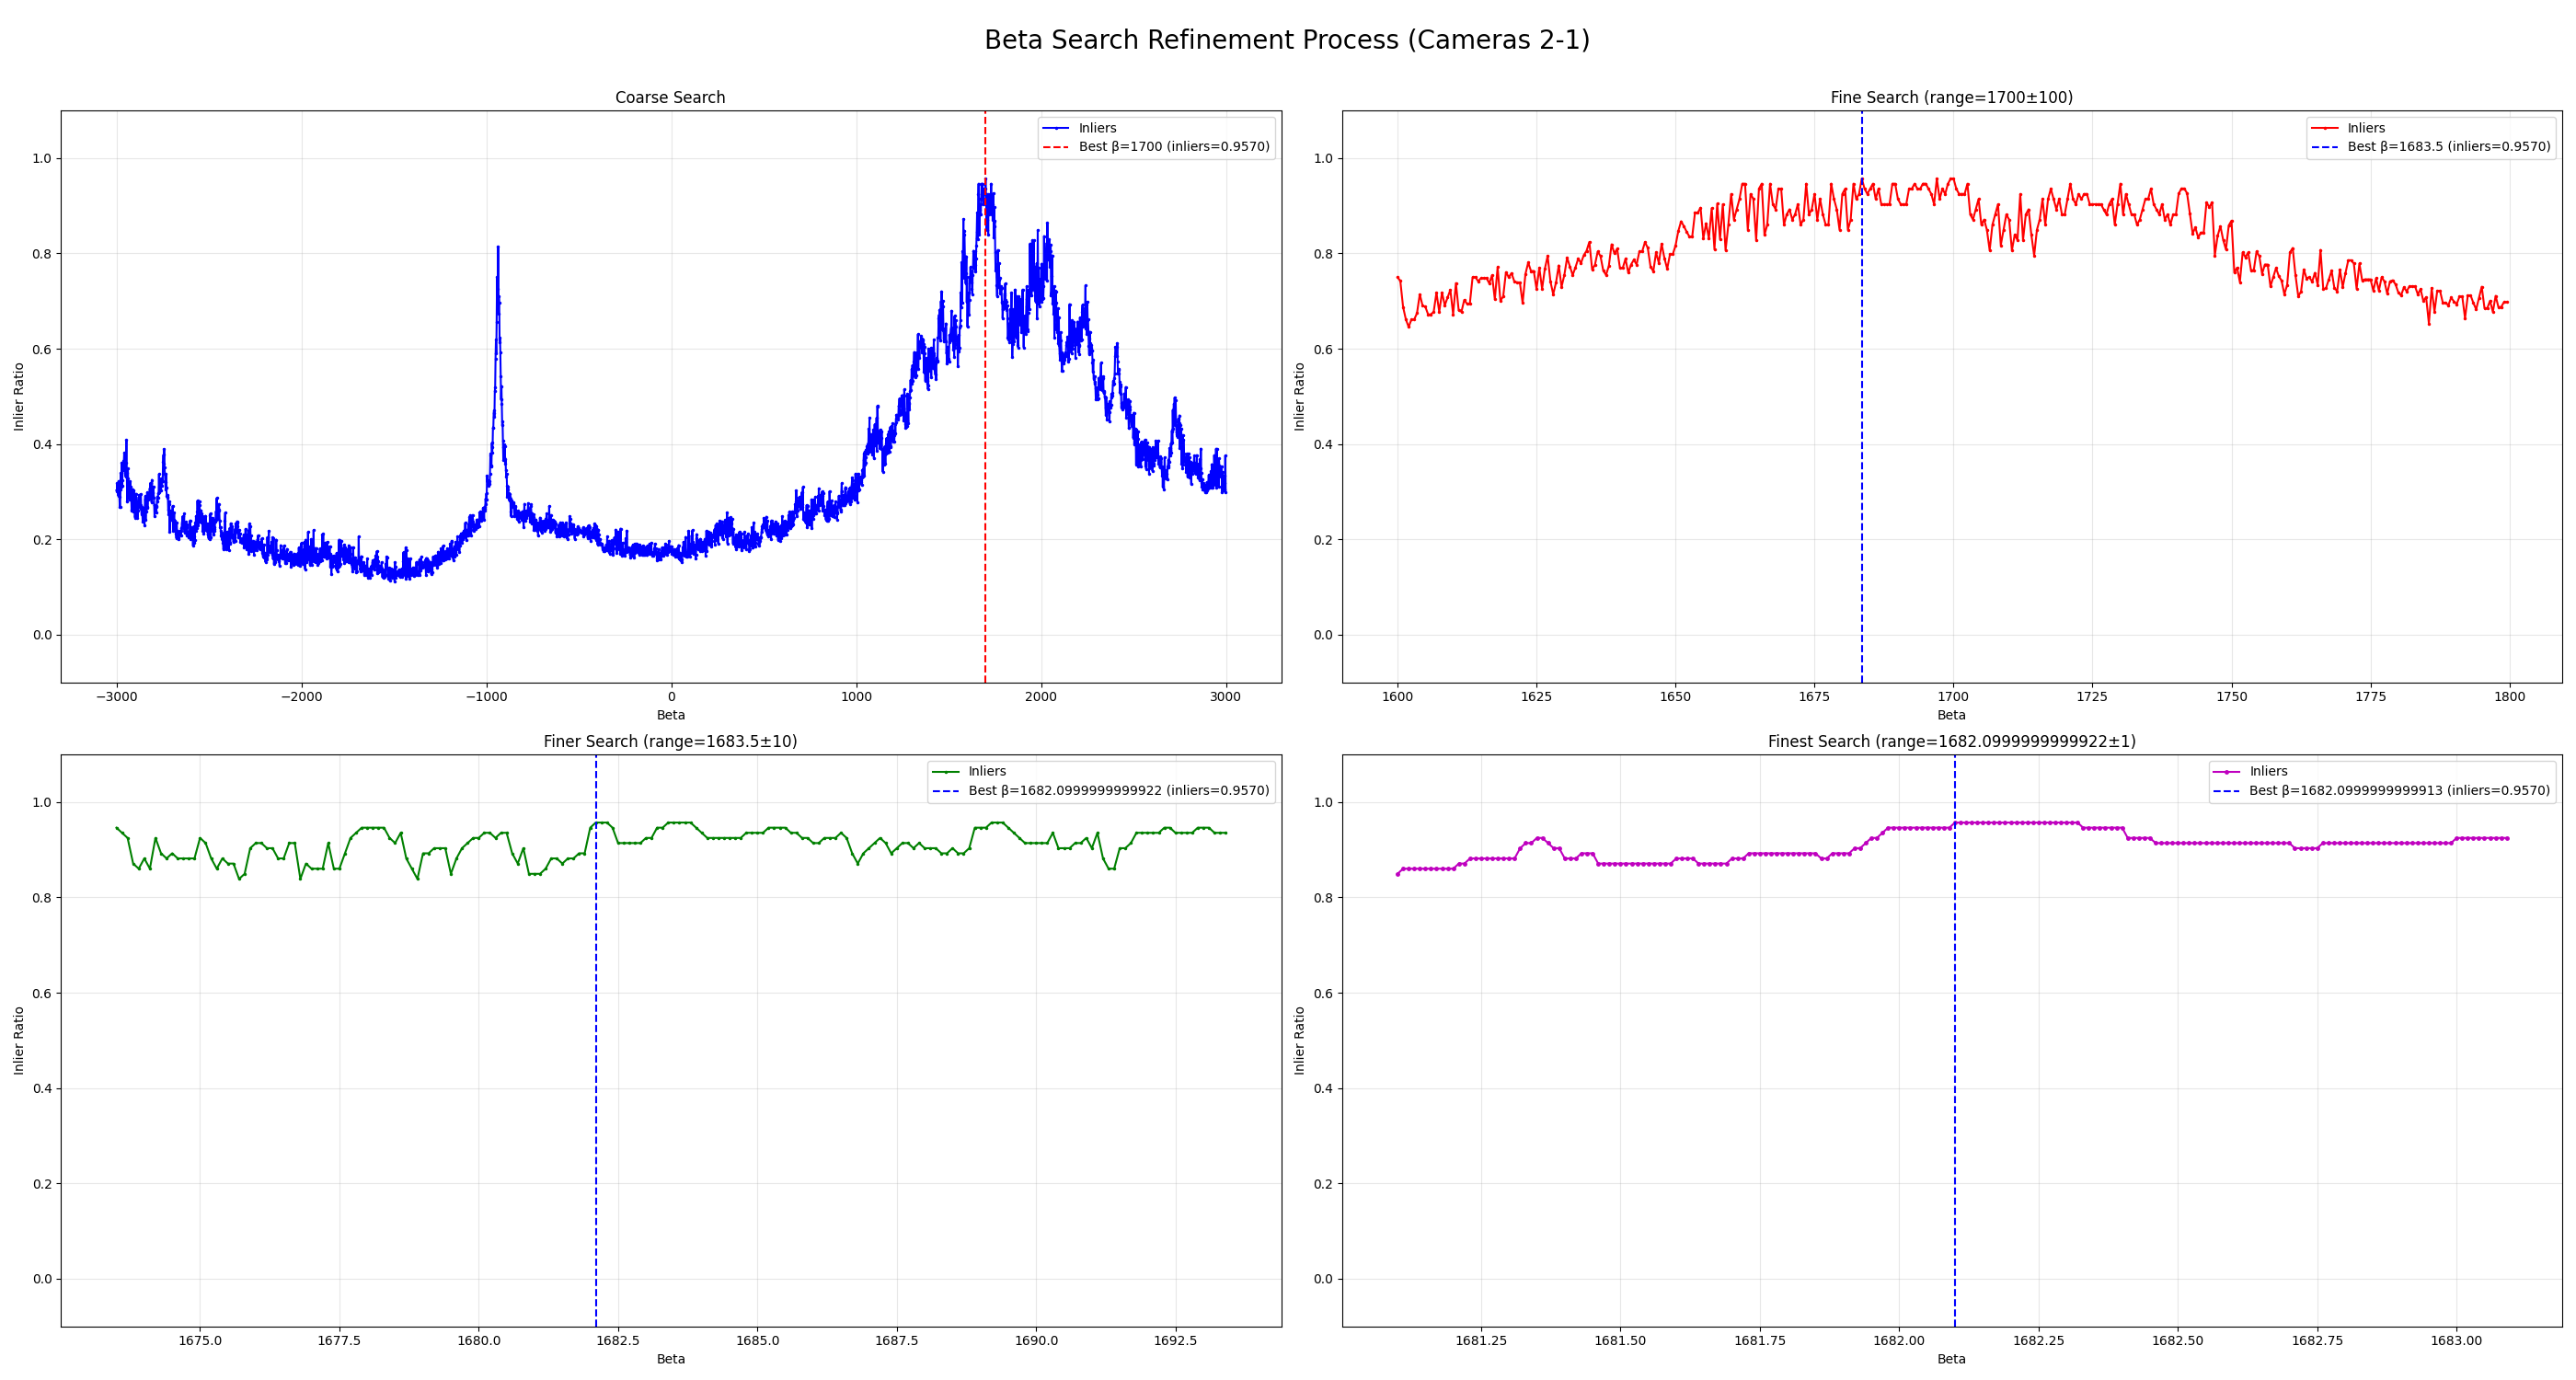 Beta Search Refinement Process (Cameras 2-1)
Coarse Search
Inlier Ratio
1.0
0.8
0.6
0.4
0.2
0.0
Inliers
Best β=1700 (inliers=0.9570)
−3000 −2000 −1000 0 1000 2000 3000
Beta
Fine Search (range=1700±100)
Inlier Ratio
1.0
0.8
0.6
0.4
0.2
0.0
Inliers
Best β=1683.5 (inliers=0.9570)
1600 1625 1650 1675 1700 1725 1750 1775 1800
Beta
Finer Search (range=1683.5±10)
Inlier Ratio
1.0
0.8
0.6
0.4
0.2
0.0
Inliers
Best β=1682.0999999999922 (inliers=0.9570)
1675.0 1677.5 1680.0 1682.5 1685.0 1687.5 1690.0 1692.5
Beta
Finest Search (range=1682.0999999999922±1)
Inlier Ratio
1.0
0.8
0.6
0.4
0.2
0.0
Inliers
Best β=1682.0999999999913 (inliers=0.9570)
1681.25 1681.50 1681.75 1682.00 1682.25 1682.50 1682.75 1683.00
Beta